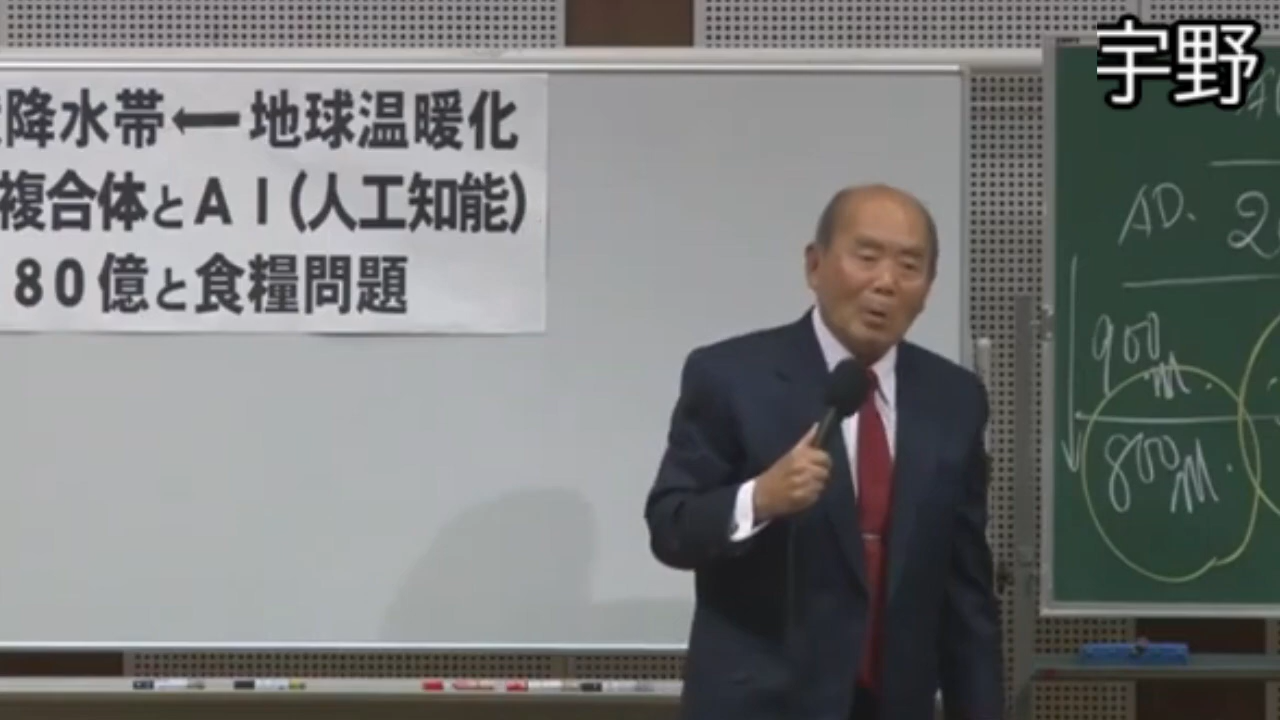 降水帯←地球温暖化
複合体とAI(人工知能)
80億と食糧問題
宇野
AD. 2
900m.
800m.